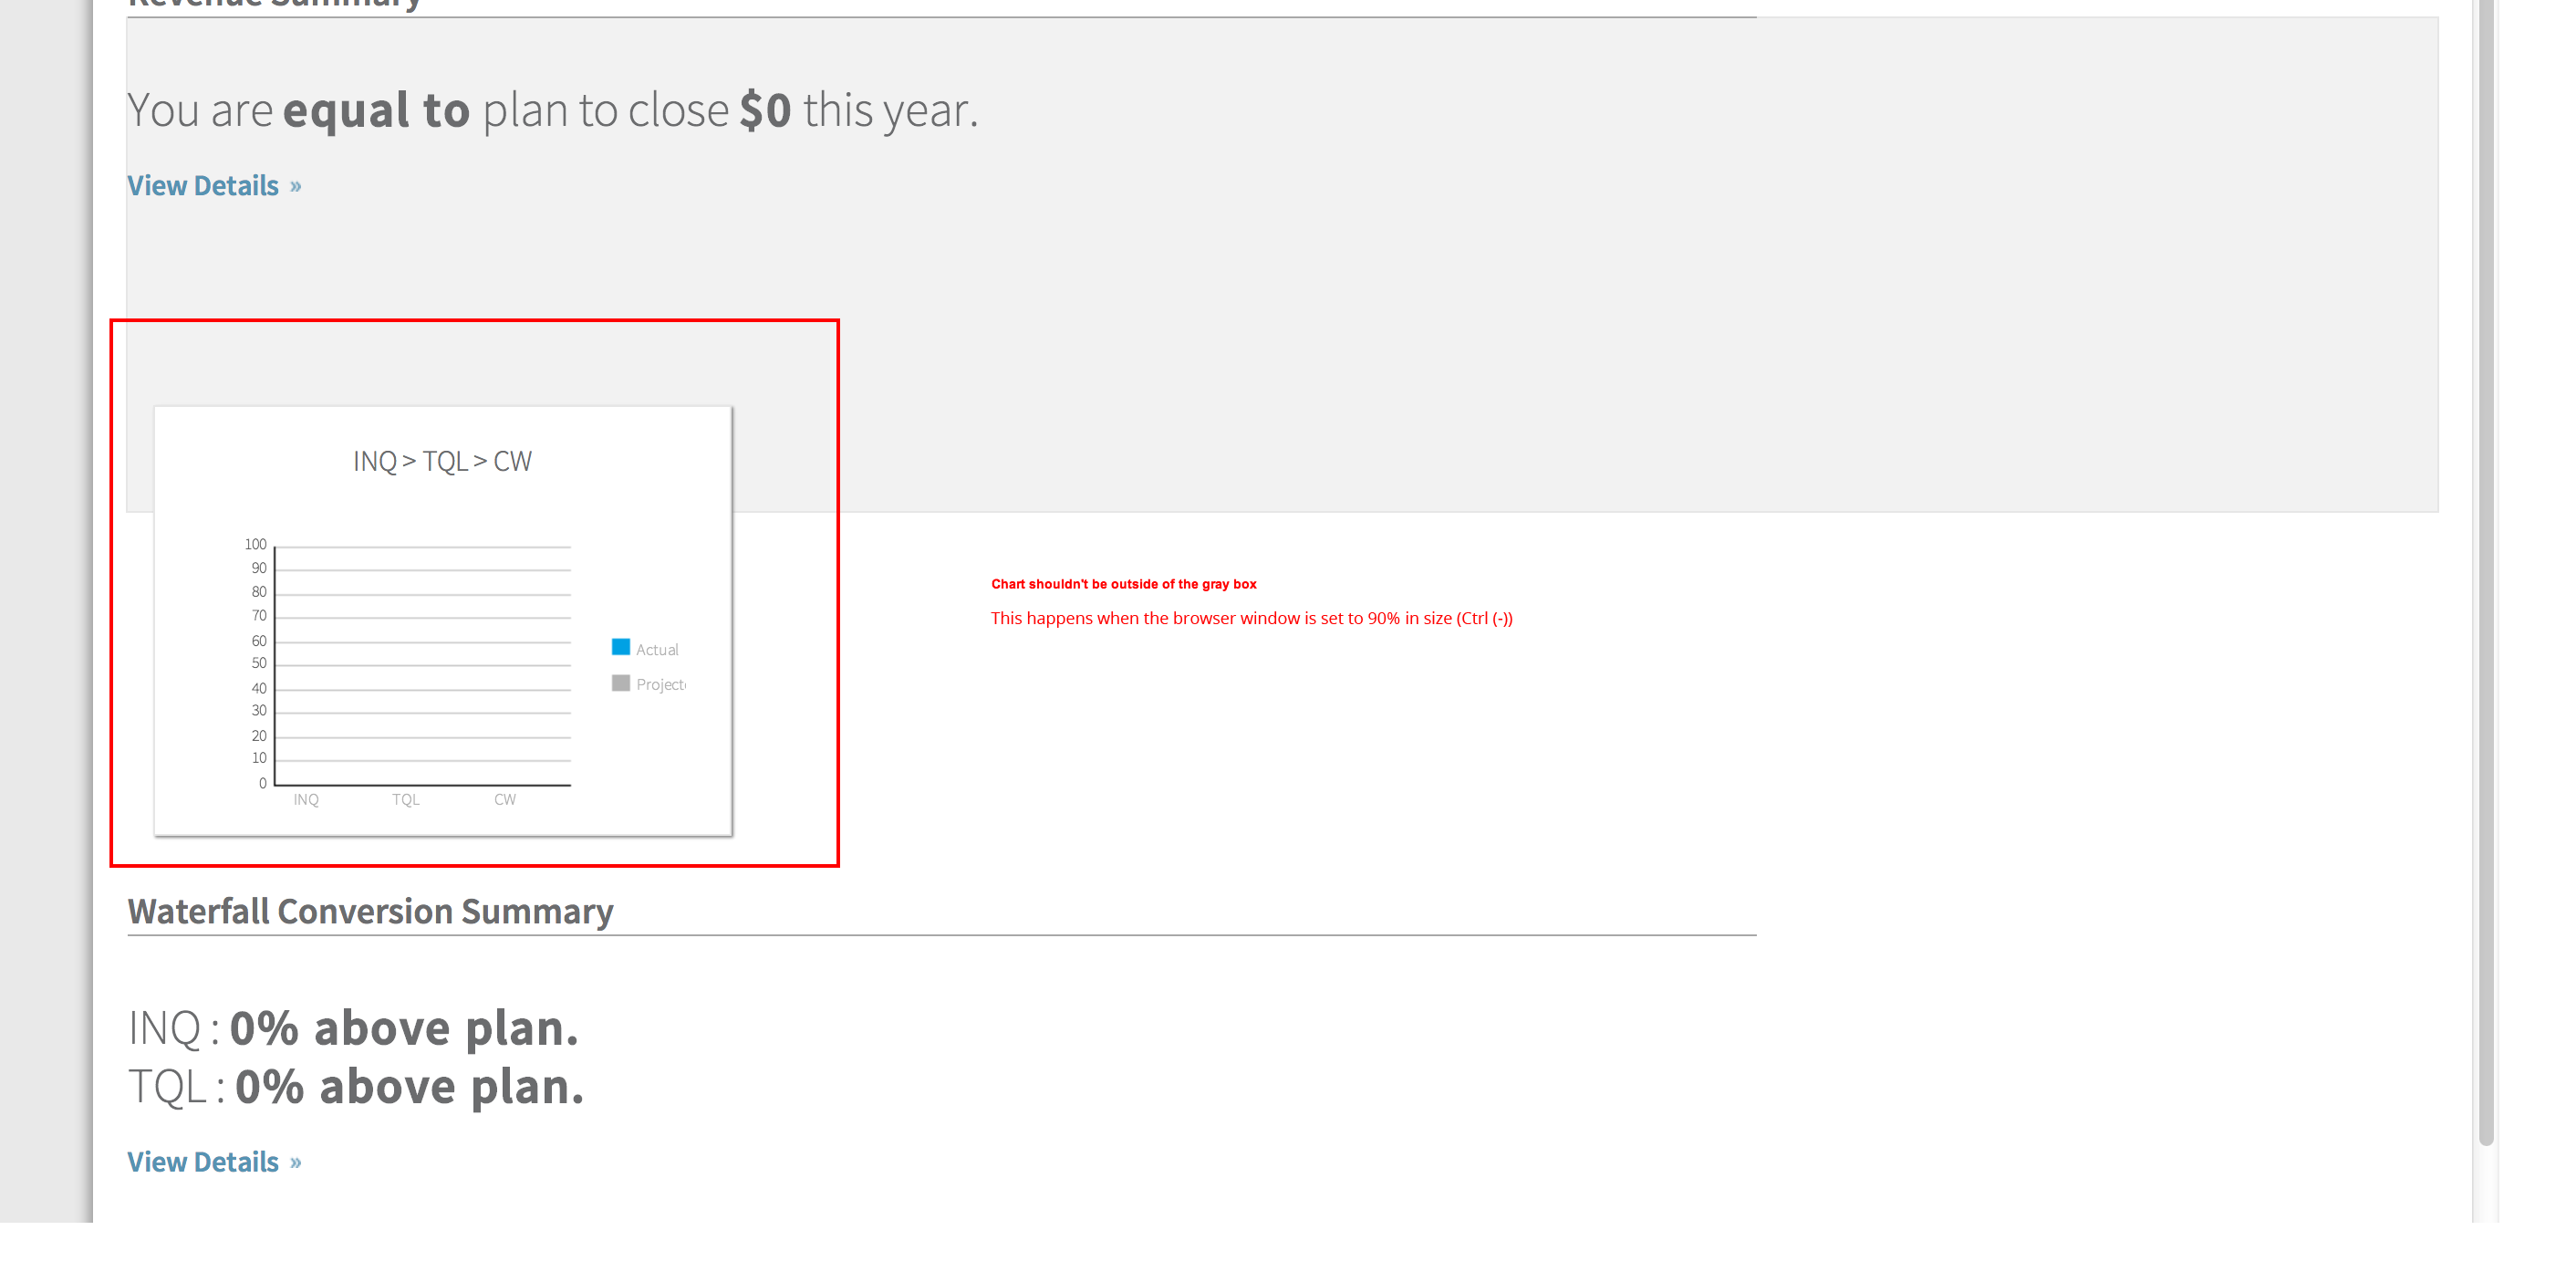 Revenue Summary
You are equal to plan to close $0 this year.
View Details »
INQ > TQL > CW
100
90
80
70
60
50
40
30
20
10
0
INQ TQL CW
Actual
Projecte
Chart shouldn't be outside of the gray box
This happens when the browser window is set to 90% in size (Ctrl (-))
Waterfall Conversion Summary
INQ : 0% above plan.
TQL : 0% above plan.
View Details »